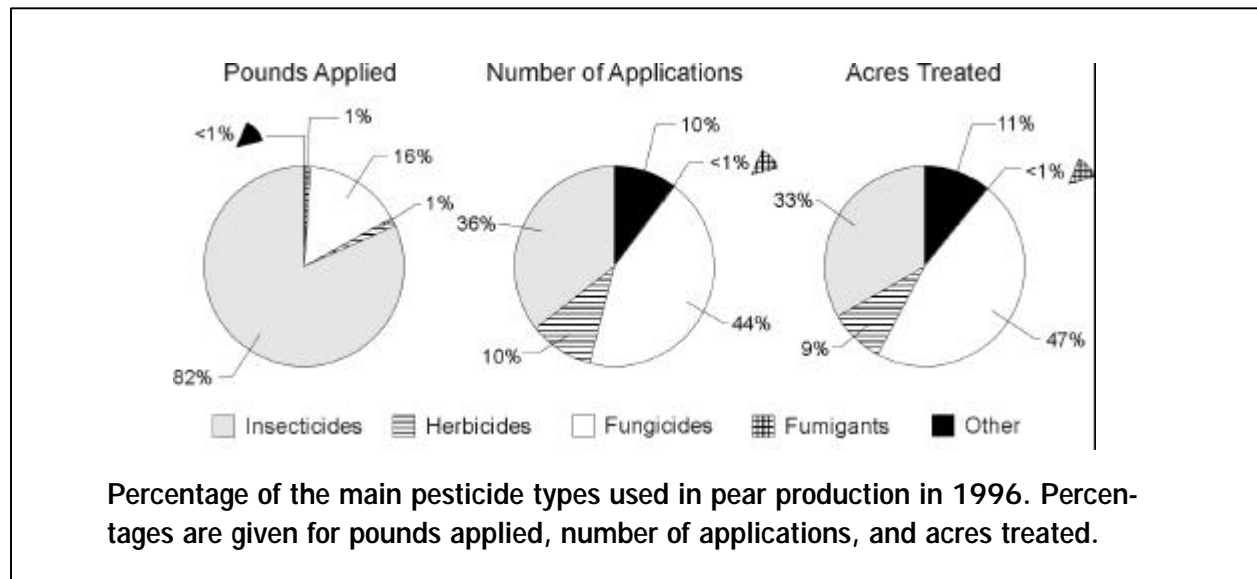 Pounds Applied
Number of Applications
Acres Treated
<1%
1%
16%
1%
82%
10%
<1%
36%
44%
10%
11%
<1%
33%
47%
9%
Insecticides
Herbicides
Fungicides
Fumigants
Other
Percentage of the main pesticide types used in pear production in 1996. Percen-
tages are given for pounds applied, number of applications, and acres treated.